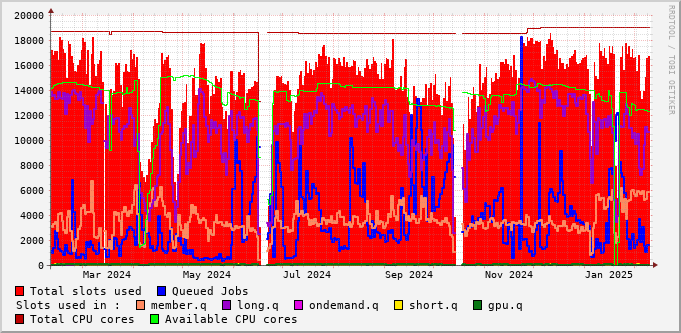 20000
18000
16000
14000
12000
10000
8000
6000
4000
2000
0
Mar 2024 May 2024 Jul 2024 Sep 2024 Nov 2024 Jan 2025
RRDTOOL / TOBI OETIKER
Total slots used Queued Jobs
Slots used in : member.q long.q ondemand.q short.q gpu.q
Total CPU cores Available CPU cores